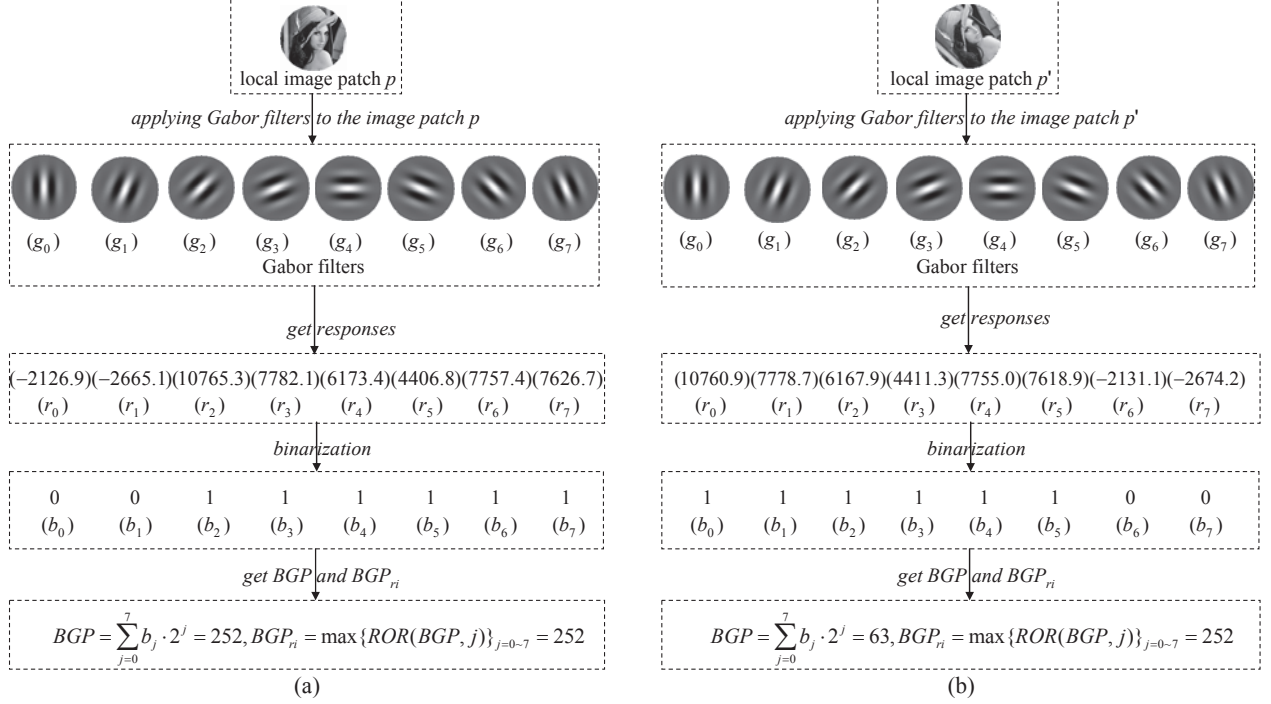 local image patch p
applying Gabor filters to the image patch p
(g₀) (g₁) (g₂) (g₃) (g₄) (g₅) (g₆) (g₇)
Gabor filters
get responses
(−2126.9)(−2665.1)(10765.3)(7782.1)(6173.4)(4406.8)(7757.4)(7626.7)
(r₀) (r₁) (r₂) (r₃) (r₄) (r₅) (r₆) (r₇)
binarization
0 0 1 1 1 1 1 1
(b₀) (b₁) (b₂) (b₃) (b₄) (b₅) (b₆) (b₇)
get BGP and BGP_ri
BGP = ∑_{j=0}^{7} b_j · 2^j = 252, BGP_ri = max{ROR(BGP, j)}_{j=0~7} = 252
(a)
local image patch p'
applying Gabor filters to the image patch p'
(g₀) (g₁) (g₂) (g₃) (g₄) (g₅) (g₆) (g₇)
Gabor filters
get responses
(10760.9)(7778.7)(6167.9)(4411.3)(7755.0)(7618.9)(−2131.1)(−2674.2)
(r₀) (r₁) (r₂) (r₃) (r₄) (r₅) (r₆) (r₇)
binarization
1 1 1 1 1 1 0 0
(b₀) (b₁) (b₂) (b₃) (b₄) (b₅) (b₆) (b₇)
get BGP and BGP_ri
BGP = ∑_{j=0}^{7} b_j · 2^j = 63, BGP_ri = max{ROR(BGP, j)}_{j=0~7} = 252
(b)